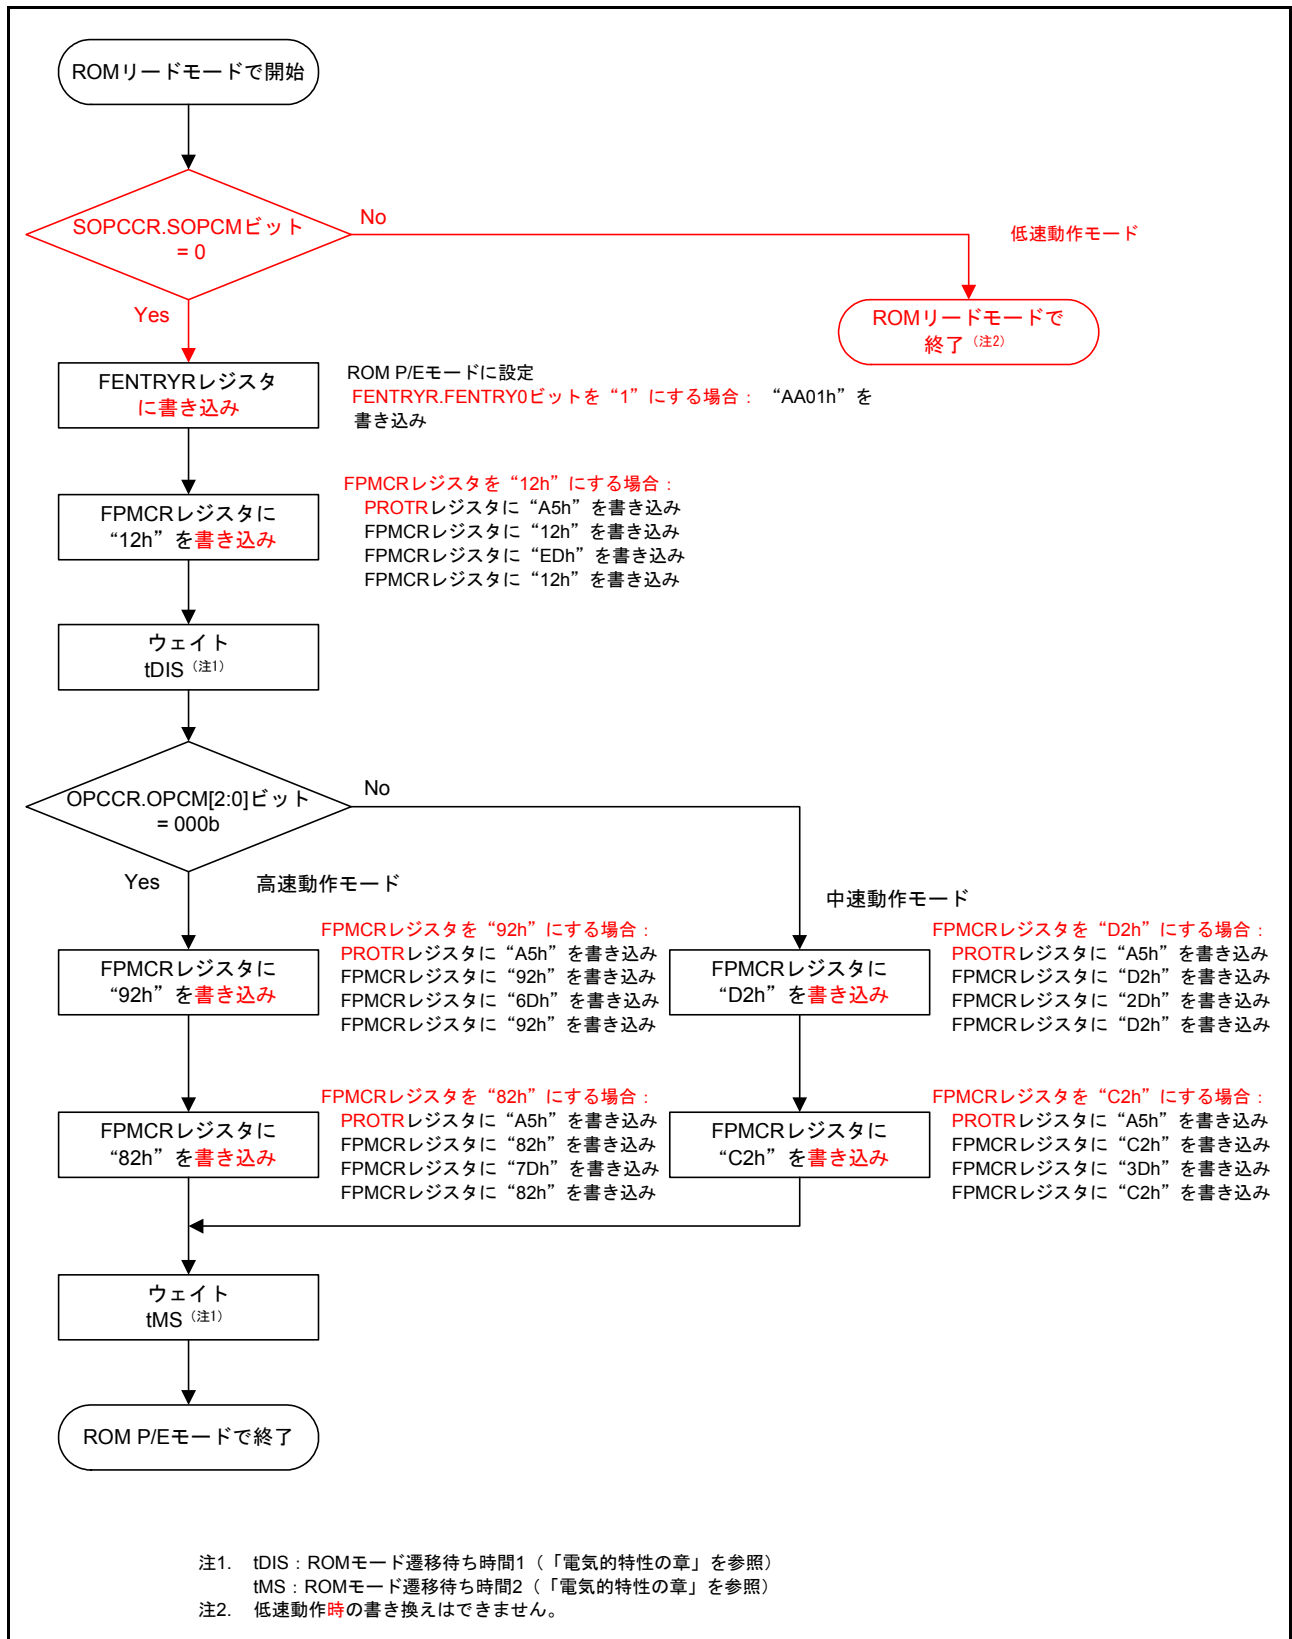 ROMリードモードで開始
SOPCCR.SOPCMビット
= 0
No
低速動作モード
Yes
ROMリードモードで
終了（注2）
FENTRYRレジスタ
に書き込み
ROM P/Eモードに設定
FENTRYR.FENTRY0ビットを“1”にする場合： “AA01h”を
書き込み
FPMCRレジスタに
“12h”を書き込み
FPMCRレジスタを“12h”にする場合：
PROTRレジスタに“A5h”を書き込み
FPMCRレジスタに“12h”を書き込み
FPMCRレジスタに“EDh”を書き込み
FPMCRレジスタに“12h”を書き込み
ウェイト
tDIS（注1）
OPCCR.OPCM[2:0]ビット
= 000b
No
Yes
高速動作モード
中速動作モード
FPMCRレジスタに
“92h”を書き込み
FPMCRレジスタを“92h”にする場合：
PROTRレジスタに“A5h”を書き込み
FPMCRレジスタに“92h”を書き込み
FPMCRレジスタに“6Dh”を書き込み
FPMCRレジスタに“92h”を書き込み
FPMCRレジスタに
“D2h”を書き込み
FPMCRレジスタを“D2h”にする場合：
PROTRレジスタに“A5h”を書き込み
FPMCRレジスタに“D2h”を書き込み
FPMCRレジスタに“2Dh”を書き込み
FPMCRレジスタに“D2h”を書き込み
FPMCRレジスタに
“82h”を書き込み
FPMCRレジスタを“82h”にする場合：
PROTRレジスタに“A5h”を書き込み
FPMCRレジスタに“82h”を書き込み
FPMCRレジスタに“7Dh”を書き込み
FPMCRレジスタに“82h”を書き込み
FPMCRレジスタに
“C2h”を書き込み
FPMCRレジスタを“C2h”にする場合：
PROTRレジスタに“A5h”を書き込み
FPMCRレジスタに“C2h”を書き込み
FPMCRレジスタに“3Dh”を書き込み
FPMCRレジスタに“C2h”を書き込み
ウェイト
tMS（注1）
ROM P/Eモードで終了
注1. tDIS：ROMモード遷移待ち時間1（「電気的特性の章」を参照）
tMS：ROMモード遷移待ち時間2（「電気的特性の章」を参照）
注2. 低速動作時の書き換えはできません。